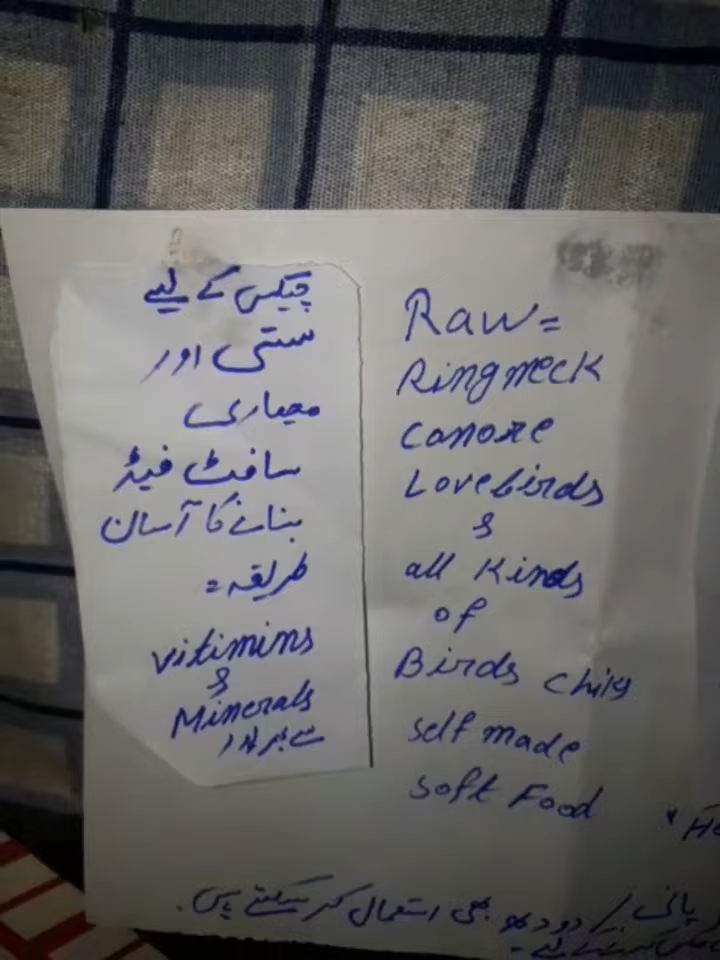 چیکس کے لیے
سستی اور
معیاری
سافٹ فیڈ
بنانے کا آسان
طریقہ =
vitimins
&
Minerals
سے بھرپور
Raw =
Ringneck
canore
Lovebirds
&
all Kinds
of
Birds chiks
self made
soft Food
پانی / دودھ بھی استعمال کر سکتے ہیں.